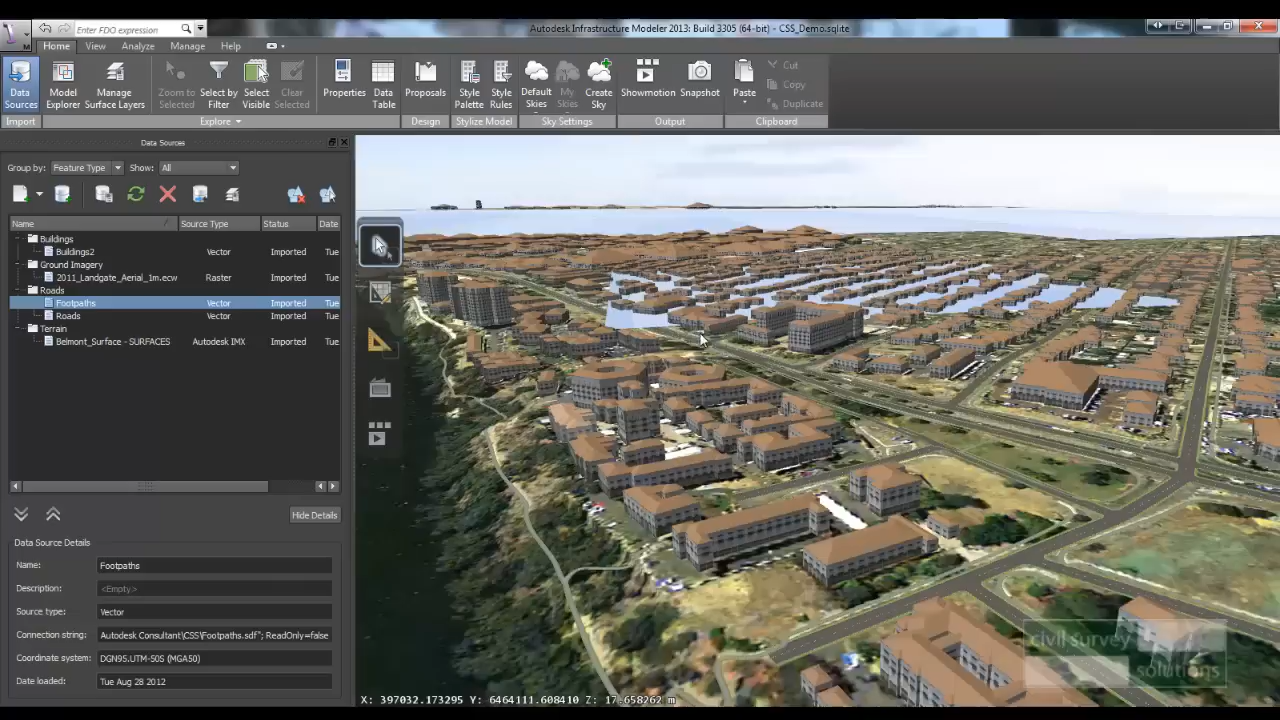 Enter FDO expression
Autodesk Infrastructure Modeler 2013: Build 3305 (64-bit) - CSS_Demo.sqlite
M
Home View Analyze Manage Help
Data Sources
Model Explorer
Manage Surface Layers
Zoom to Selected
Select by Filter
Select Visible
Clear Selected
Properties
Data Table
Proposals
Style Palette
Style Rules
Default Skies
My Skies
Create Sky
Showmotion
Snapshot
Paste
Cut
Copy
Duplicate
Import Explore Design Stylize Model Sky Settings Output Clipboard
Data Sources
Group by: Feature Type Show: All
Name Source Type Status Date
Buildings
Buildings2 Vector Imported Tue
Ground Imagery
2011_Landgate_Aerial_1m.ecw Raster Imported Tue
Roads
Footpaths Vector Imported Tue
Roads Vector Imported Tue
Terrain
Belmont_Surface - SURFACES Autodesk IMX Imported Tue
Hide Details
Data Source Details
Name: Footpaths
Description: <Empty>
Source type: Vector
Connection string: Autodesk Consultant\CSS\Footpaths.sdf"; ReadOnly=false
Coordinate system: DGN95.UTM-50S (MGA50)
Date loaded: Tue Aug 28 2012
X: 397032.173295 Y: 6464111.608410 Z: 17.658262 m
civil survey
solutions